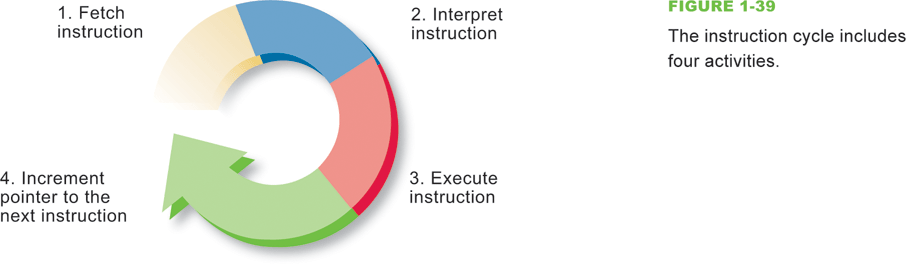 1. Fetch
instruction
2. Interpret
instruction
3. Execute
instruction
4. Increment
pointer to the
next instruction
FIGURE 1-39
The instruction cycle includes
four activities.